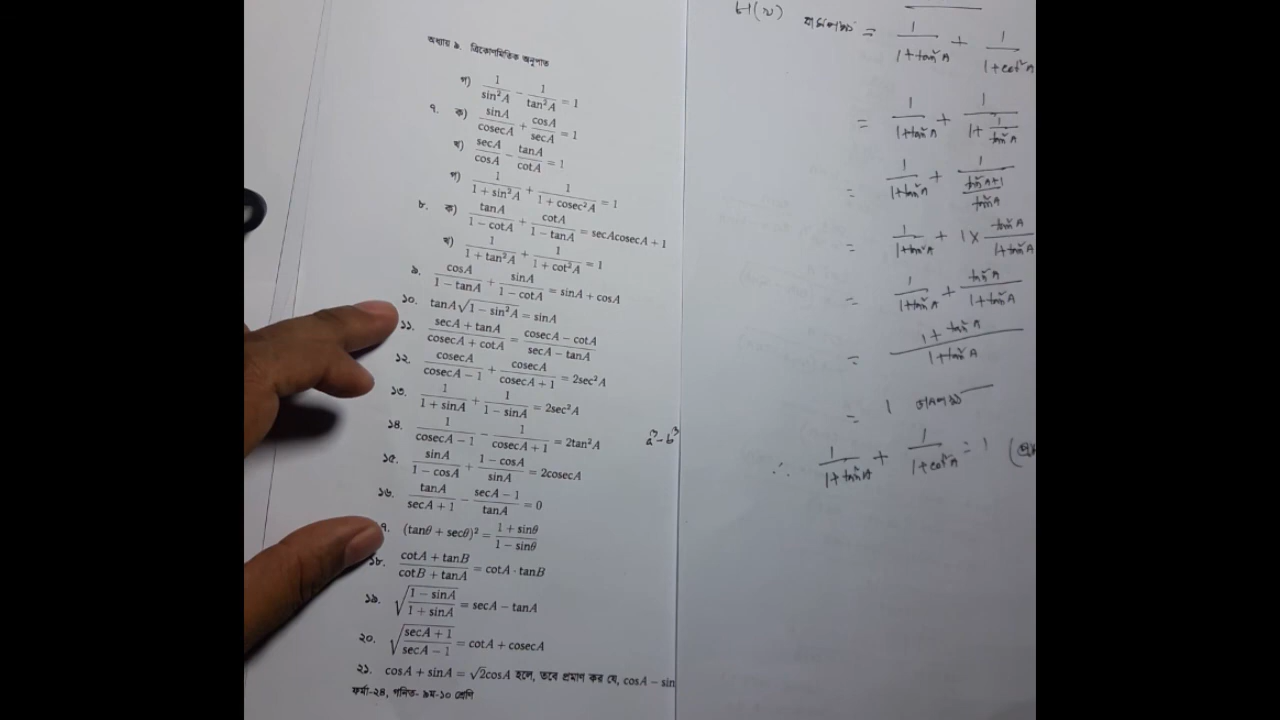 অধ্যায় ৯. ত্রিকোণমিতিক অনুপাত
গ) 1/sin²A − 1/tan²A = 1
৭. ক) sinA/cosecA + cosA/secA = 1
খ) secA/cosA − tanA/cotA = 1
গ) 1/(1 + sin²A) + 1/(1 + cosec²A) = 1
৮. ক) tanA/(1 − cotA) + cotA/(1 − tanA) = secAcosecA + 1
খ) 1/(1 + tan²A) + 1/(1 + cot²A) = 1
৯. cosA/(1 − tanA) + sinA/(1 − cotA) = sinA + cosA
১০. tanA√(1 − sin²A) = sinA
১১. (secA + tanA)/(cosecA + cotA) = (cosecA − cotA)/(secA − tanA)
১২. cosecA/(cosecA − 1) + cosecA/(cosecA + 1) = 2sec²A
১৩. 1/(1 + sinA) + 1/(1 − sinA) = 2sec²A
১৪. 1/(cosecA − 1) − 1/(cosecA + 1) = 2tan²A
১৫. sinA/(1 − cosA) + (1 − cosA)/sinA = 2cosecA
১৬. tanA/(secA + 1) − (secA − 1)/tanA = 0
৭. (tanθ + secθ)² = (1 + sinθ)/(1 − sinθ)
১৮. (cotA + tanB)/(cotB + tanA) = cotA · tanB
১৯. √((1 − sinA)/(1 + sinA)) = secA − tanA
২০. √((secA + 1)/(secA − 1)) = cotA + cosecA
২১. cosA + sinA = √2cosA হলে, তবে প্রমাণ কর যে, cosA − sin
ফর্মা-২৪, গণিত- ৯ম-১০ শ্রেণি
a³−b³
৮(খ) বামপক্ষ = 1/(1+tan²A) + 1/(1+cot²A)
= 1/(1+tan²A) + 1/(1+1/tan²A)
= 1/(1+tan²A) + 1/((tan²A+1)/tan²A)
= 1/(1+tan²A) + 1 × tan²A/(1+tan²A)
= 1/(1+tan²A) + tan²A/(1+tan²A)
= (1+tan²A)/(1+tan²A)
= 1 ডানপক্ষ
∴ 1/(1+tan²A) + 1/(1+cot²A) = 1